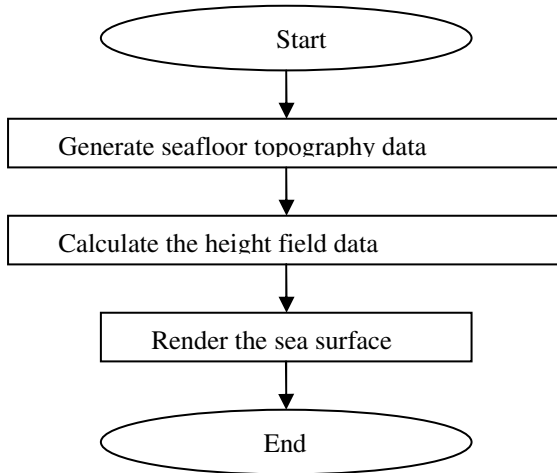 Start
Generate seafloor topography data
Calculate the height field data
Render the sea surface
End